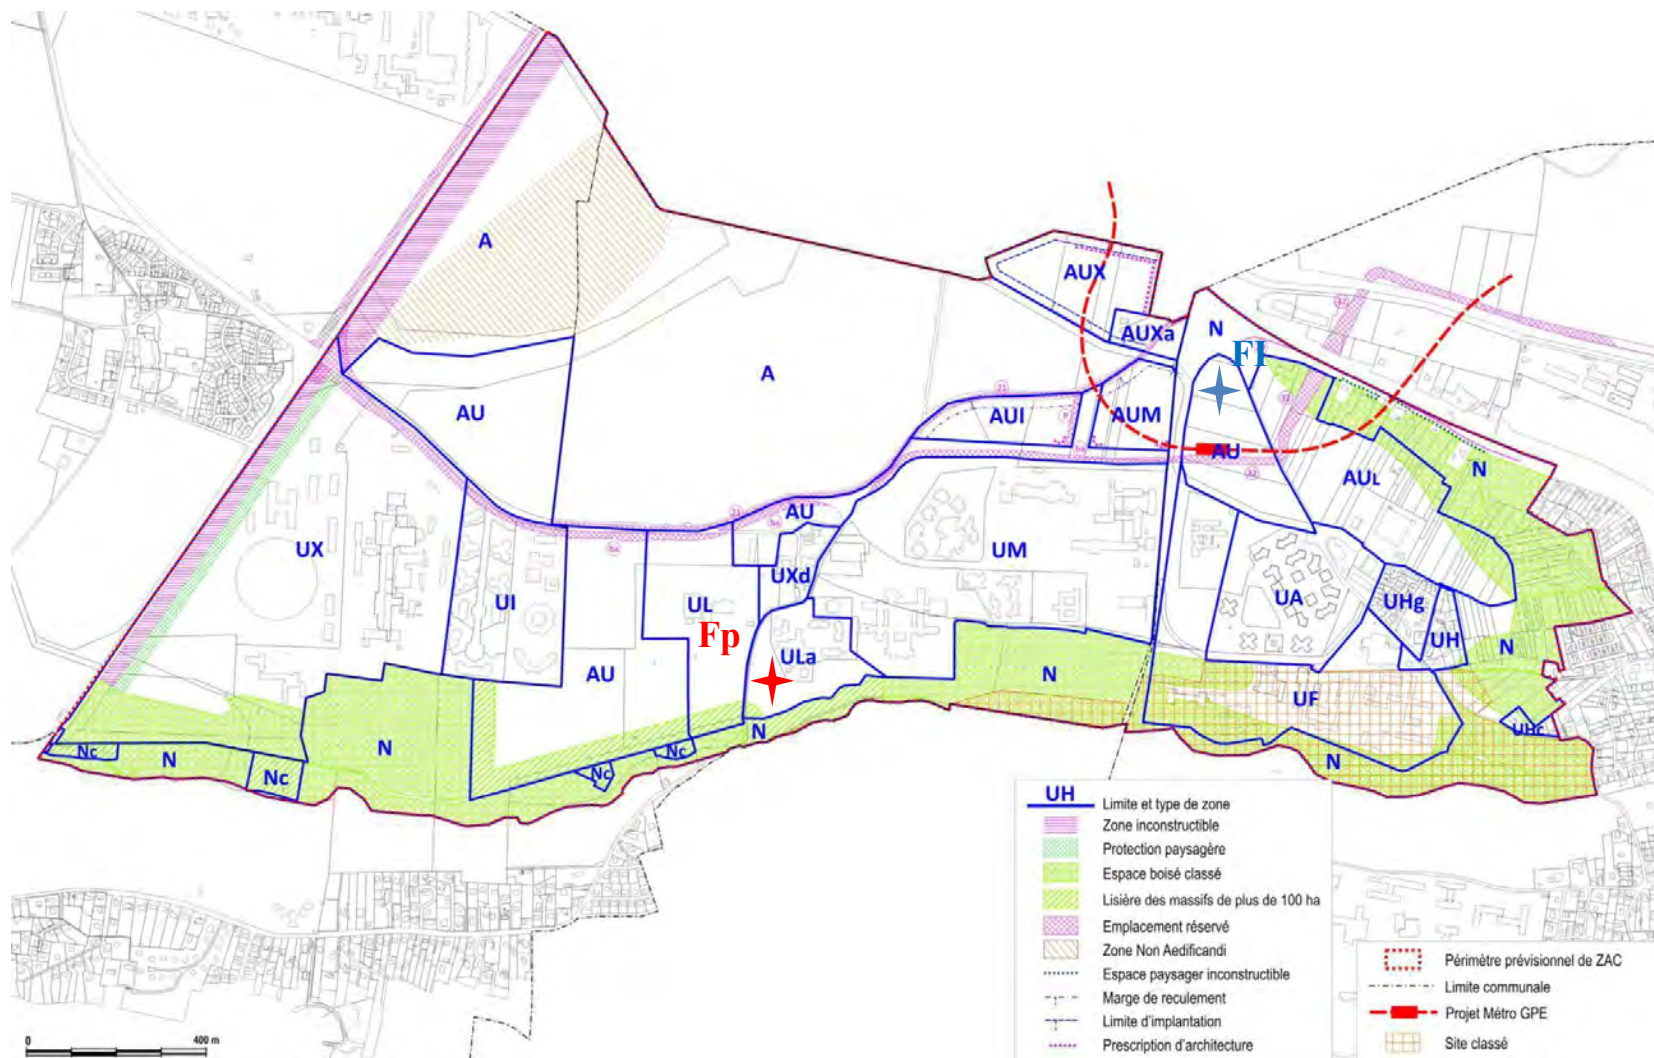 A
AUX
AUXa
N
Fl
A
AU
AUI
AUM
AU
AUL
N
AU
UX
UM
UXd
UI
UL
UA
UHg
Fp
UH
ULa
N
AU
N
UF
N
N
UHc
Nc
N
Nc
Nc
Nc
N
UH
Limite et type de zone
Zone inconstructible
Protection paysagère
Espace boisé classé
Lisière des massifs de plus de 100 ha
Emplacement réservé
Zone Non Aedificandi
Espace paysager inconstructible
Marge de reculement
Limite d'implantation
Prescription d'architecture
Périmètre prévisionnel de ZAC
Limite communale
Projet Métro GPE
Site classé
0 400 m